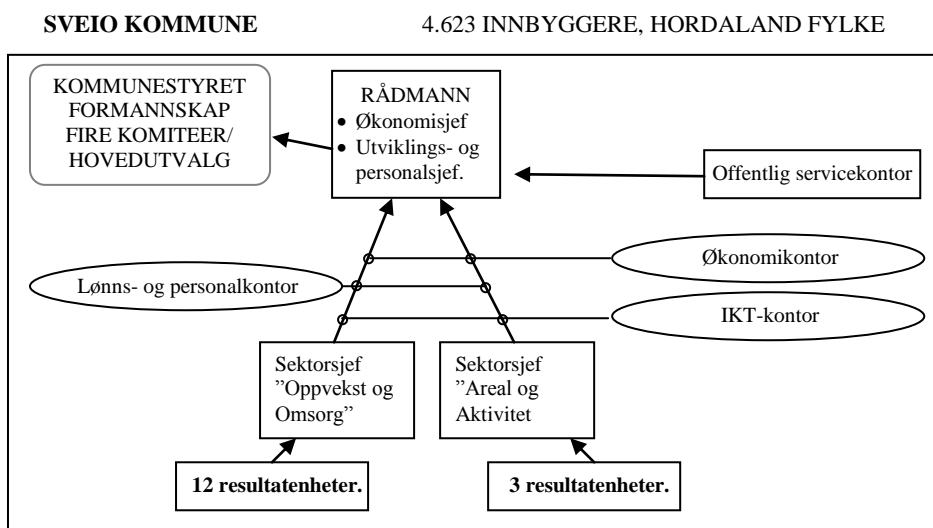 SVEIO KOMMUNE 4.623 INNBYGGERE, HORDALAND FYLKE
KOMMUNESTYRET
FORMANNSKAP
FIRE KOMITEER/
HOVEDUTVALG
RÅDMANN
• Økonomisjef
• Utviklings- og
personalsjef.
Offentlig servicekontor
Økonomikontor
Lønns- og personalkontor
IKT-kontor
Sektorsjef
”Oppvekst og
Omsorg”
Sektorsjef
”Areal og
Aktivitet
12 resultatenheter.
3 resultatenheter.